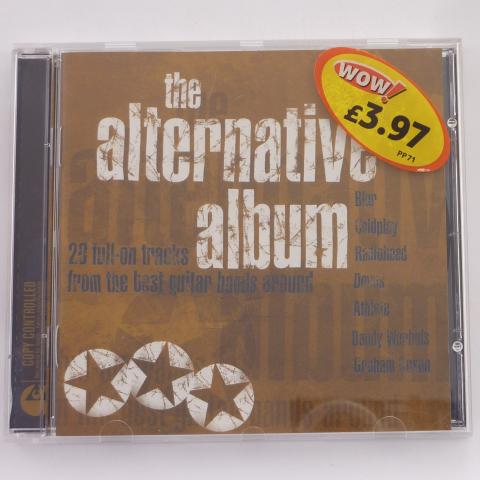 the
alternative
album
20 full-on tracks
from the best guitar bands around
Blur
Coldplay
Radiohead
Doves
Athlete
Dandy Warhols
Graham Coxon
WOW!
£3.97
PP71
COPY CONTROLLED